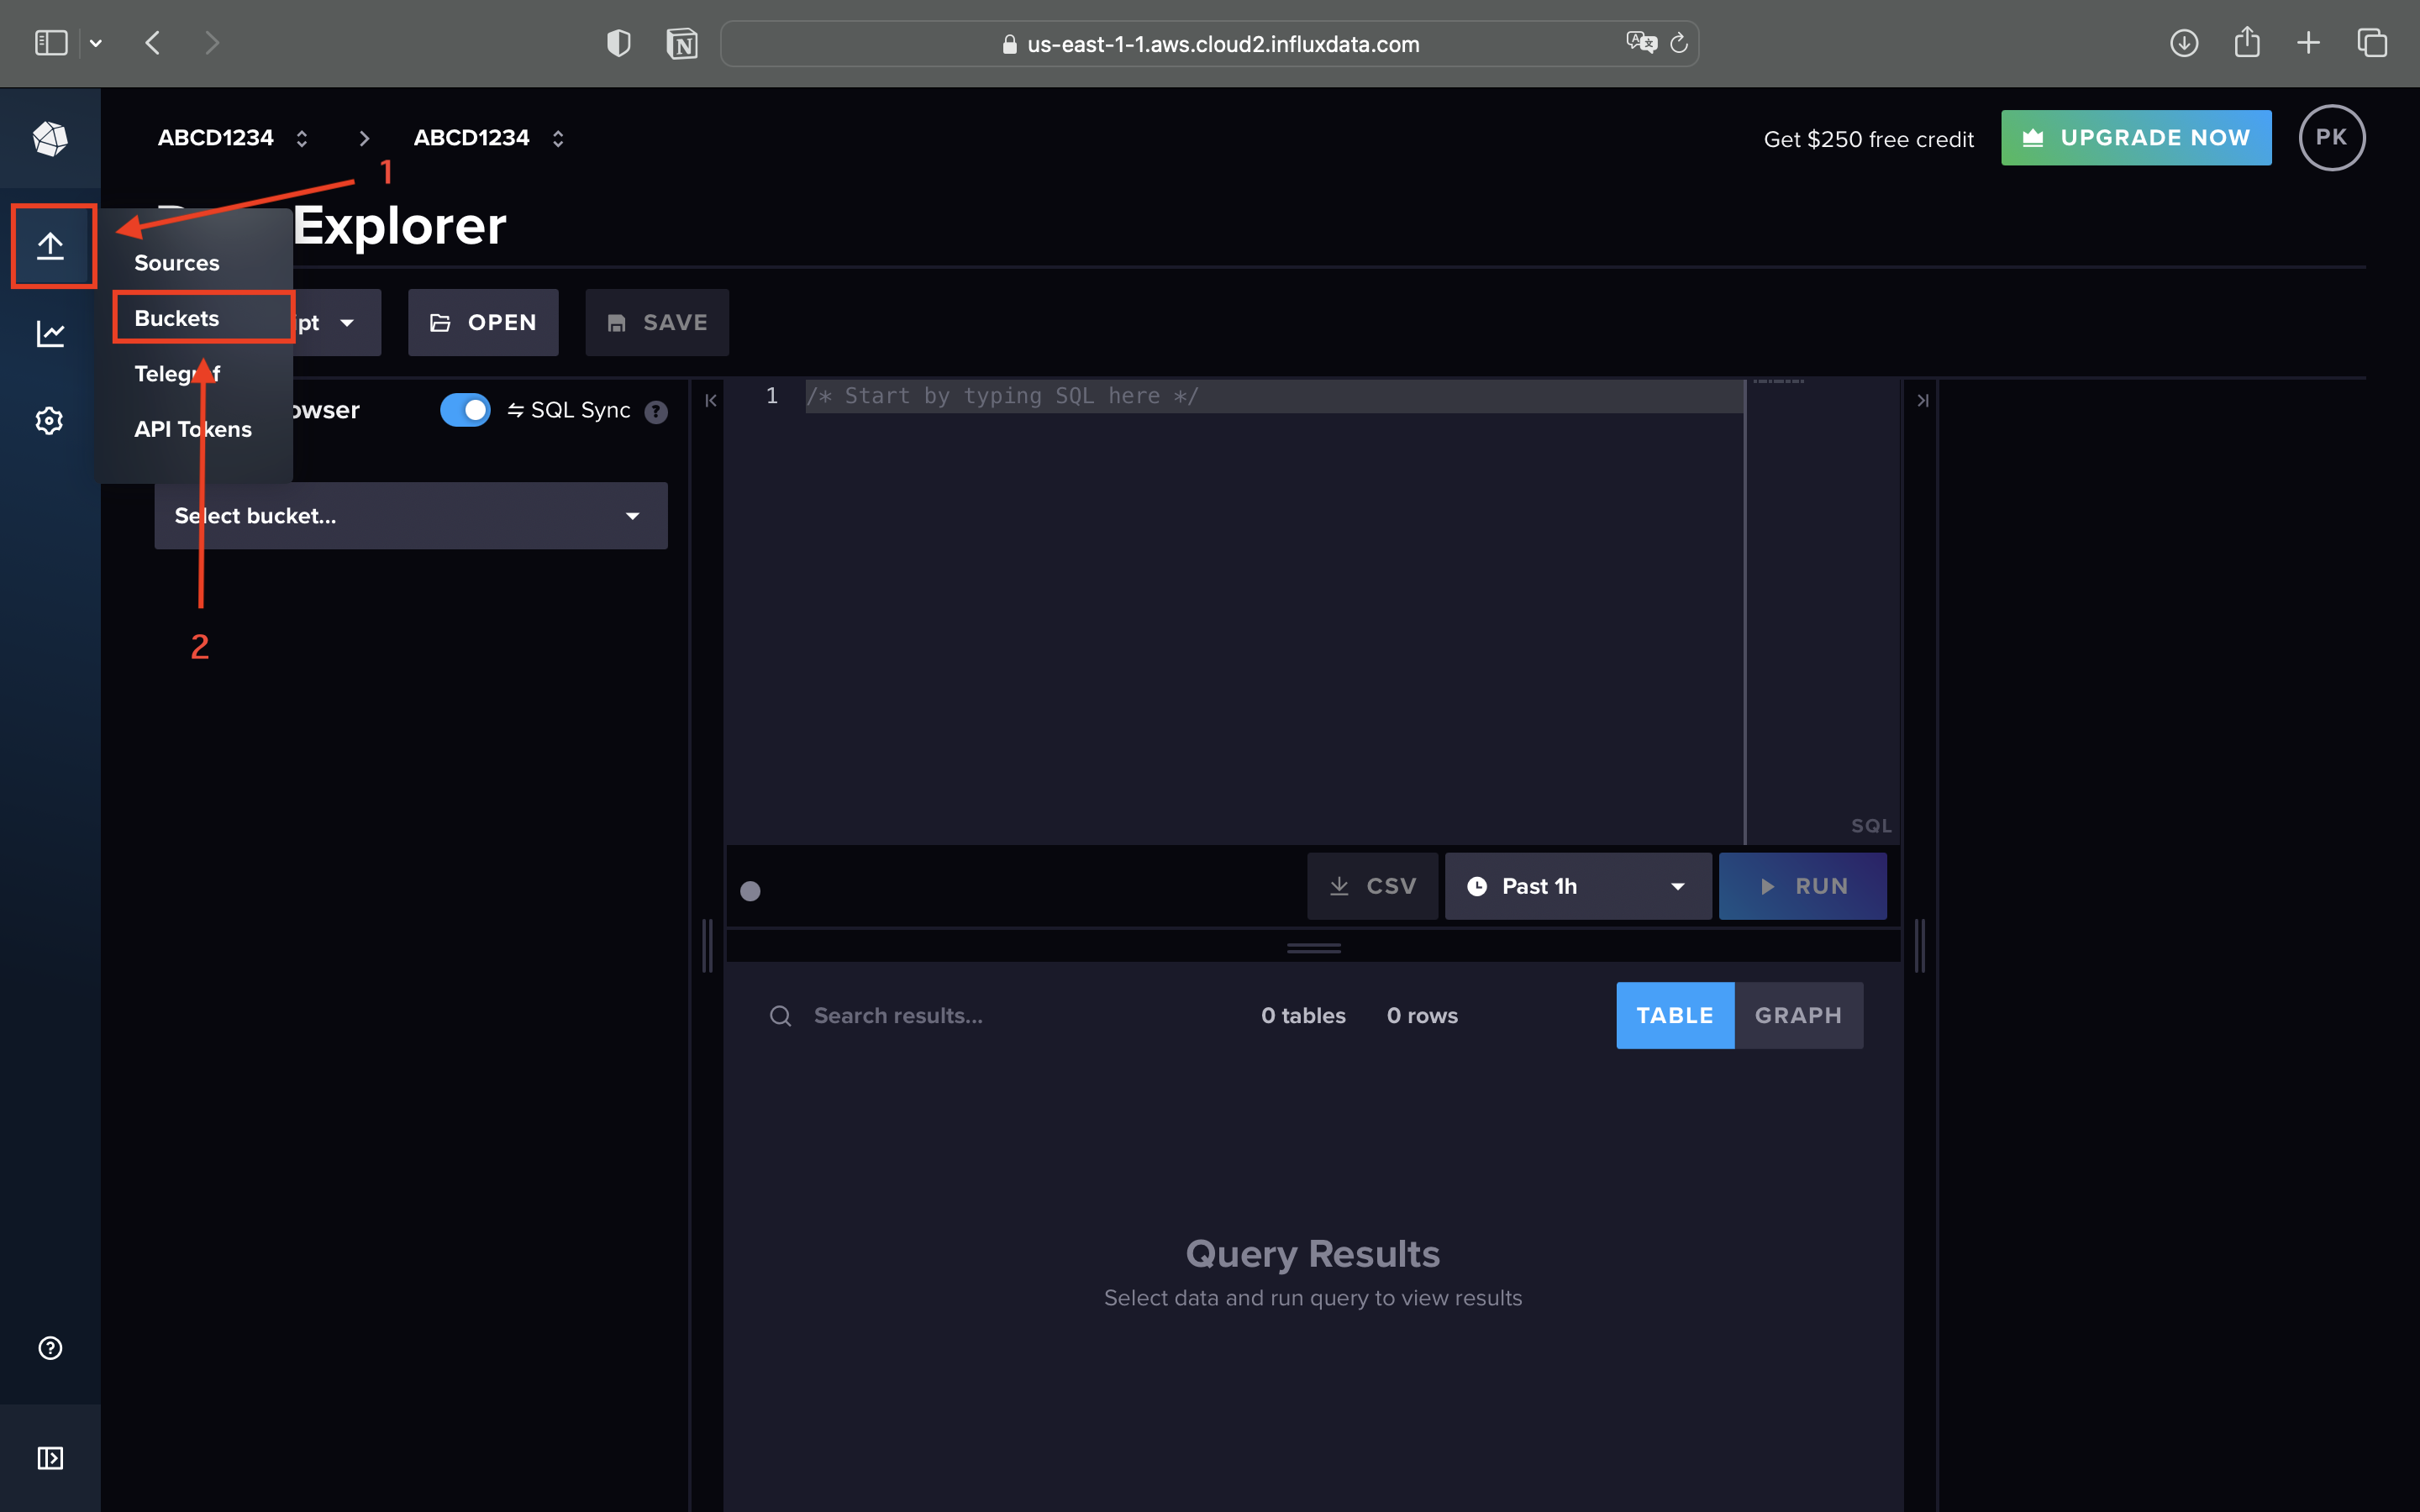 us-east-1-1.aws.cloud2.influxdata.com
ABCD1234
ABCD1234
Get $250 free credit
UPGRADE NOW
PK
1
Explorer
Sources
Buckets
Telegraf
API Tokens
OPEN
SAVE
SQL Sync
?
1 /* Start by typing SQL here */
Select bucket...
2
SQL
CSV
Past 1h
RUN
Search results...
0 tables
0 rows
TABLE
GRAPH
Query Results
Select data and run query to view results